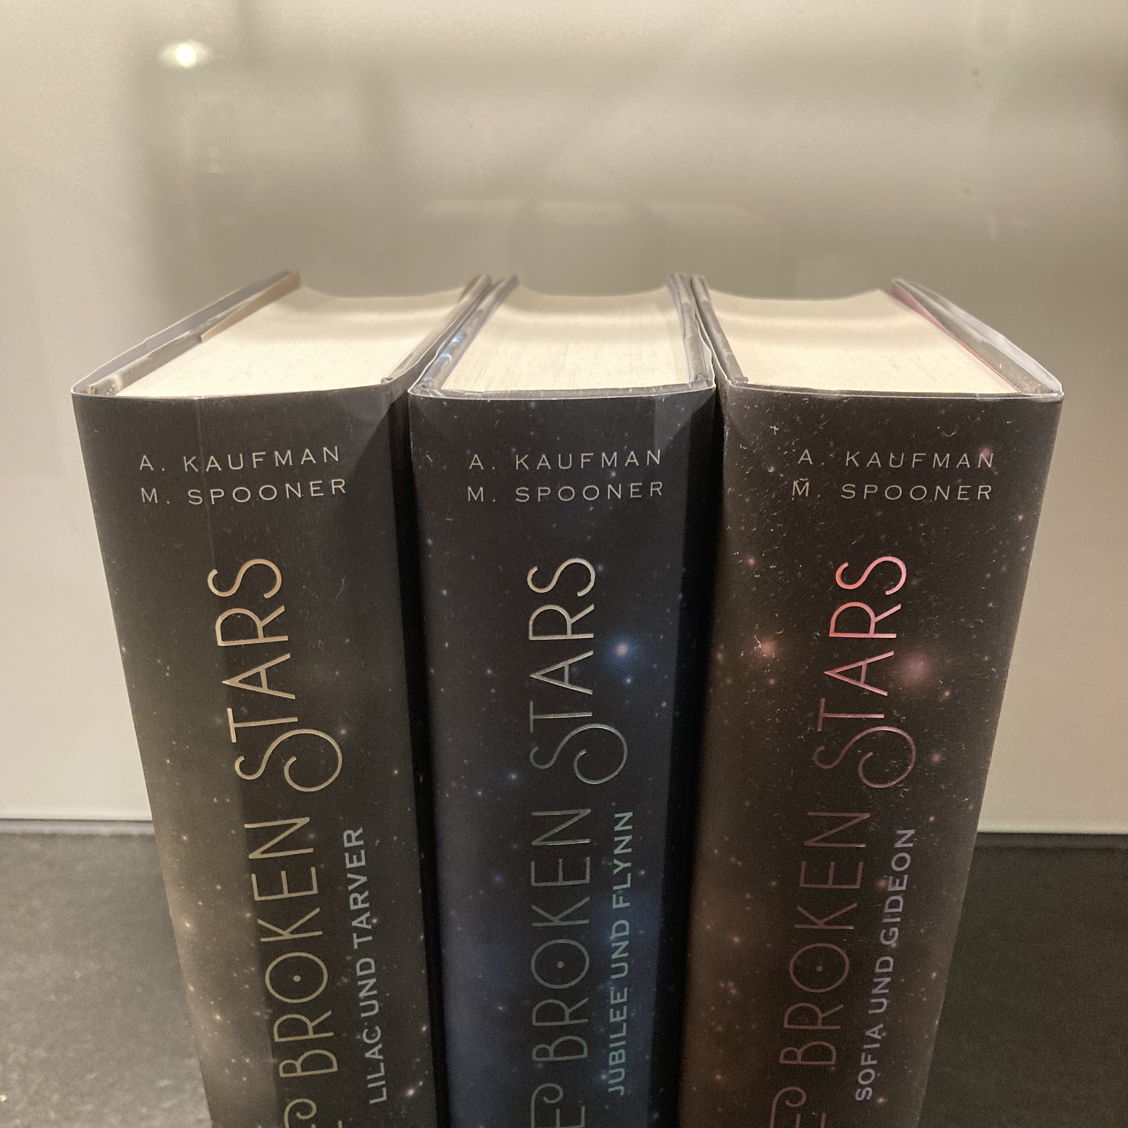 A. KAUFMAN
M. SPOONER
E BROKEN STARS
LILAC UND TARVER
A. KAUFMAN
M. SPOONER
E BROKEN STARS
JUBILEE UND FLYNN
A. KAUFMAN
M. SPOONER
E BROKEN STARS
SOFIA UND GIDEON